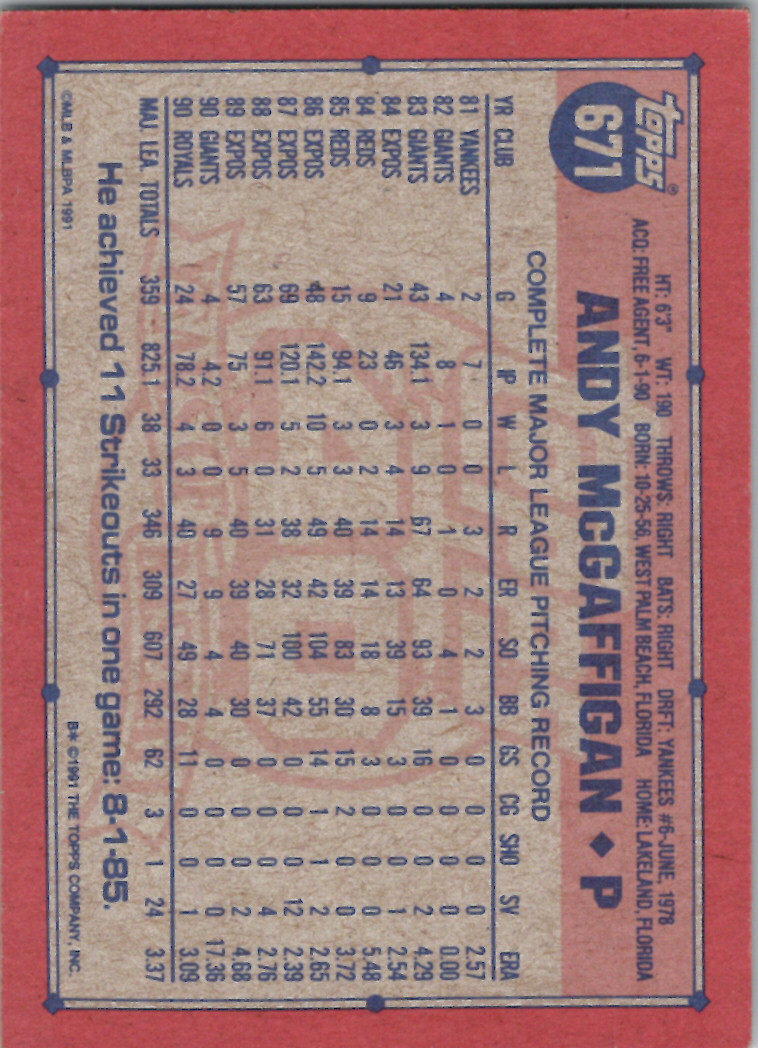 topps®
671
HT: 6'3" WT: 190 THROWS: RIGHT BATS: RIGHT DRFT: YANKEES #6-JUNE, 1978
ACQ: FREE AGENT, 6-1-90 BORN: 10-25-56, WEST PALM BEACH, FLORIDA HOME: LAKELAND, FLORIDA
ANDY McGAFFIGAN ♦ P
COMPLETE MAJOR LEAGUE PITCHING RECORD
YR CLUB G IP W L R ER SO BB GS CG SHO SV ERA
81 YANKEES 2 7 0 0 3 2 2 3 0 0 0 0 2.57
82 GIANTS 4 8 1 0 1 0 4 1 0 0 0 0 0.00
83 GIANTS 43 134.1 3 9 67 64 93 39 16 0 0 2 4.29
84 EXPOS 21 46 3 4 14 13 39 15 3 0 0 1 2.54
84 REDS 9 23 0 2 14 14 18 8 3 0 0 0 5.48
85 REDS 15 94.1 3 3 40 39 83 30 15 2 0 0 3.72
86 EXPOS 48 142.2 10 5 49 42 104 55 14 1 1 2 2.65
87 EXPOS 69 120.1 5 2 38 32 100 42 0 0 0 12 2.39
88 EXPOS 63 91.1 6 0 31 28 71 37 0 0 0 4 2.76
89 EXPOS 57 75 3 5 40 39 40 30 0 0 0 2 4.68
90 GIANTS 4 4.2 0 0 9 9 4 4 0 0 0 0 17.36
90 ROYALS 24 78.2 4 3 40 27 49 28 11 0 0 1 3.09
MAJ. LEA. TOTALS 359 825.1 38 33 346 309 607 292 62 3 1 24 3.37
He achieved 11 Strikeouts in one game: 8-1-85.
©MLB & MLBPA 1991
B* ©1991 THE TOPPS COMPANY, INC.